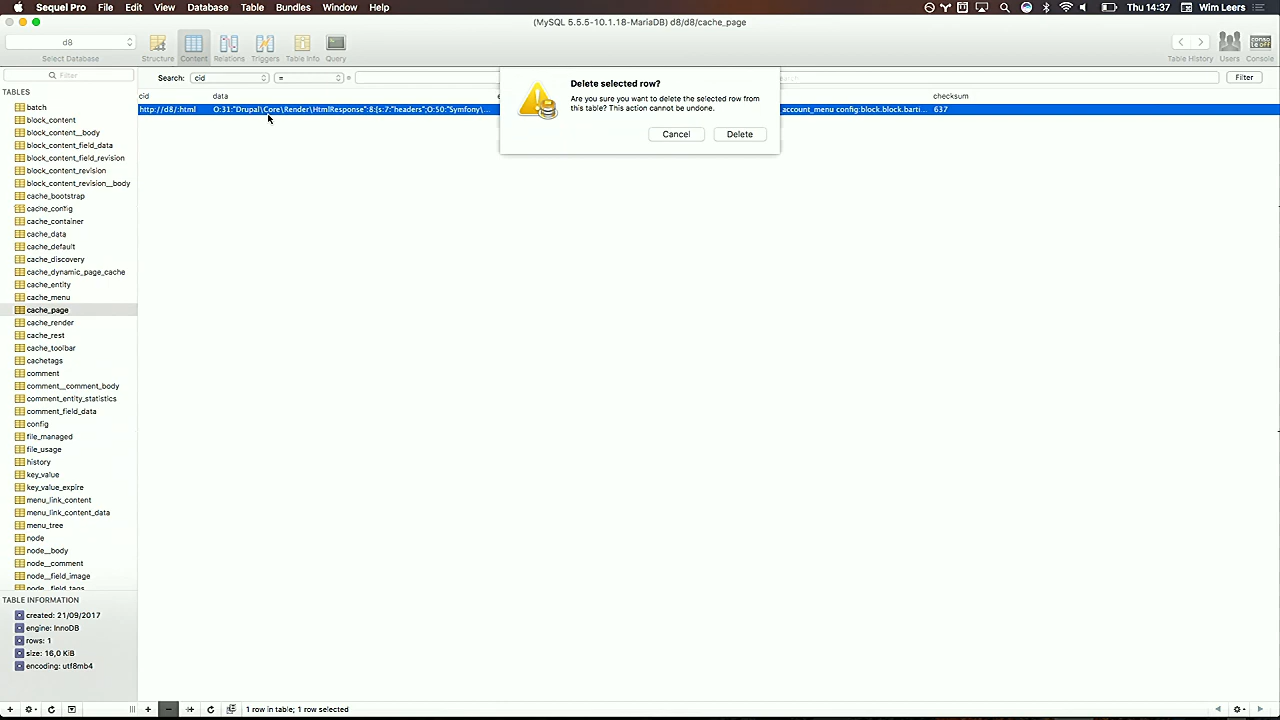 Sequel Pro File Edit View Database Table Bundles Window Help
Thu 14:37 Wim Leers
(MySQL 5.5.5-10.1.18-MariaDB) d8/d8/cache_page
d8
Select Database
Structure Content Relations Triggers Table Info Query
Table History Users Console
Filter
Search: cid =
Filter
TABLES
batch
block_content
block_content__body
block_content_field_data
block_content_field_revision
block_content_revision
block_content_revision__body
cache_bootstrap
cache_config
cache_container
cache_data
cache_default
cache_discovery
cache_dynamic_page_cache
cache_entity
cache_menu
cache_page
cache_render
cache_rest
cache_toolbar
cachetags
comment
comment__comment_body
comment_entity_statistics
comment_field_data
config
file_managed
file_usage
history
key_value
key_value_expire
menu_link_content
menu_link_content_data
menu_tree
node
node__body
node__comment
node__field_image
node__field_tags
TABLE INFORMATION
created: 21/09/2017
engine: InnoDB
rows: 1
size: 16,0 KiB
encoding: utf8mb4
cid data checksum
http://d8/:html O:31:"Drupal\Core\Render\HtmlResponse":8:{s:7:"headers";O:50:"Symfony\... account_menu config:block.block.barti... 637
Delete selected row?
Are you sure you want to delete the selected row from
this table? This action cannot be undone.
Cancel Delete
1 row in table; 1 row selected